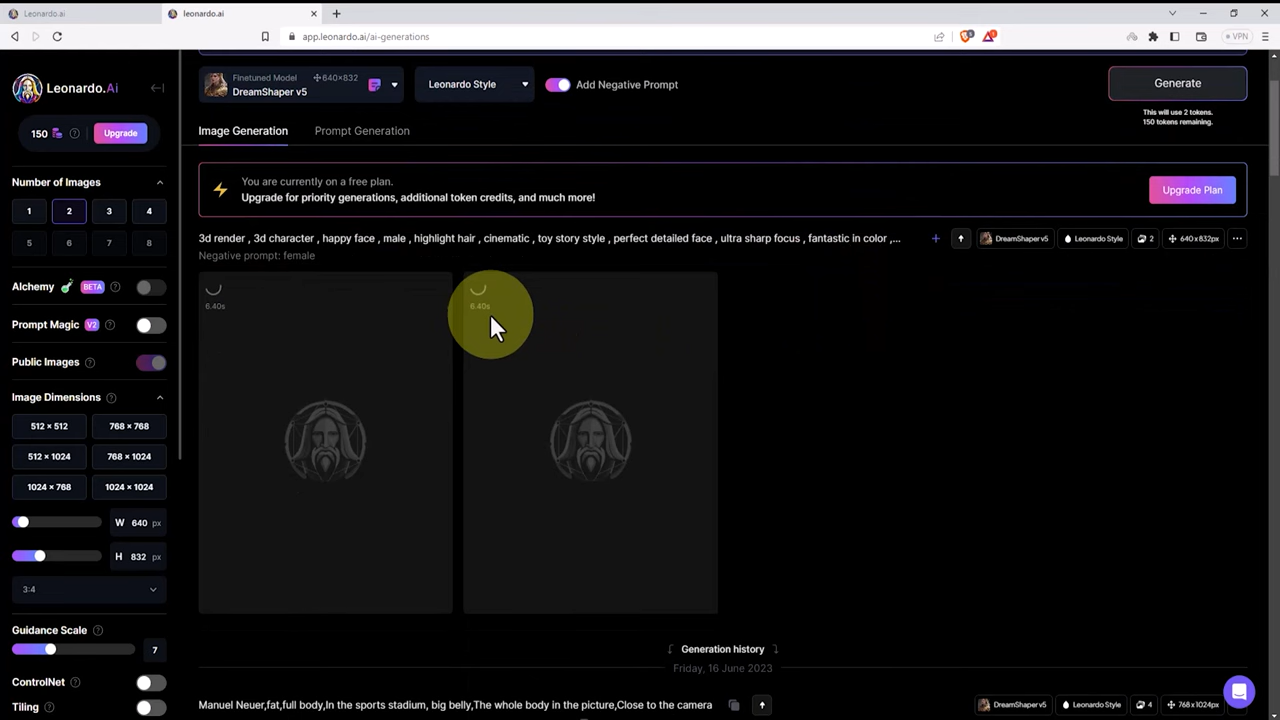 Leonardo.ai
leonardo.ai
app.leonardo.ai/ai-generations
VPN
Leonardo.Ai
Finetuned Model
640×832
DreamShaper v5
Leonardo Style
Add Negative Prompt
Generate
This will use 2 tokens.
150 tokens remaining.
150
Upgrade
Image Generation
Prompt Generation
You are currently on a free plan.
Upgrade for priority generations, additional token credits, and much more!
Upgrade Plan
Number of Images
1 2 3 4
5 6 7 8
3d render , 3d character , happy face , male , highlight hair , cinematic , toy story style , perfect detailed face , ultra sharp focus , fantastic in color ,...
DreamShaper v5
Leonardo Style
2
640 x 832px
Negative prompt: female
6.40s
6.40s
Alchemy BETA
Prompt Magic V2
Public Images
Image Dimensions
512 × 512
768 × 768
512 × 1024
768 × 1024
1024 × 768
1024 × 1024
W 640 px
H 832 px
3:4
Guidance Scale
7
ControlNet
Tiling
Generation history
Friday, 16 June 2023
Manuel Neuer,fat,full body,In the sports stadium, big belly,The whole body in the picture,Close to the camera
DreamShaper v5
Leonardo Style
4
768 x 1024px